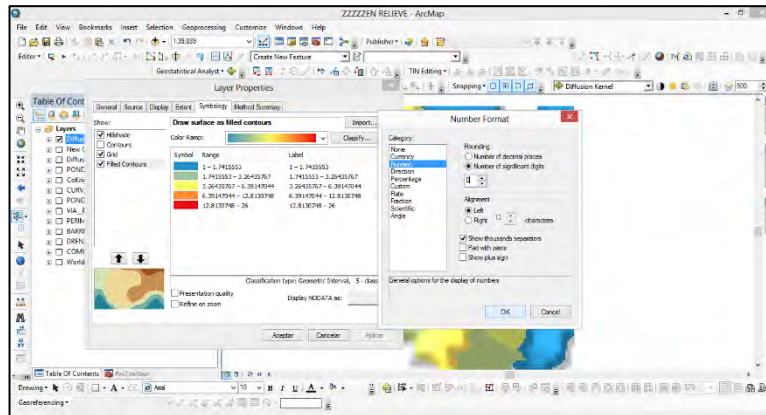 ZZZZZEN RELIEVE - ArcMap
File Edit View Bookmarks Insert Selection Geoprocessing Customize Windows Help
1:39,889
Publisher
Editor
Create New Feature
Geostatistical Analyst
TIN Editing
Snapping
Diffusion Kernel
500
Table Of Contents
Layers
Diffus
New C
Diffus
POND
CURV
POND
VIA_E
PERIM
BARRI
DREN
COMU
World
Layer Properties
General Source Display Extent Symbology Method Summary
Show:
Hillshade
Contours
Grid
Filled Contours
Draw surface as filled contours
Import...
Color Ramp:
Classify...
Symbol Range Label
1 – 1.7415553 1 – 1.7415553
1.7415553 – 3.26435767 1.7415553 – 3.26435767
3.26435767 – 6.39147044 3.26435767 – 6.39147044
6.39147044 – 12.8130748 6.39147044 – 12.8130748
12.8130748 – 26 12.8130748 – 26
Classification type: Geometric Interval, 5 - class
Presentation quality
Refine on zoom
Display NODATA as:
Aceptar Cancelar Aplicar
Number Format
Category:
None
Currency
Numeric
Direction
Percentage
Custom
Rate
Fraction
Scientific
Angle
Rounding
Number of decimal places
Number of significant digits
Alignment
Left
Right 12 characters
Show thousands separators
Pad with zeros
Show plus sign
General options for the display of numbers
OK Cancel
Table Of Contents ArcToolbox
Drawing Arial 10 B I U A
Georeferencing